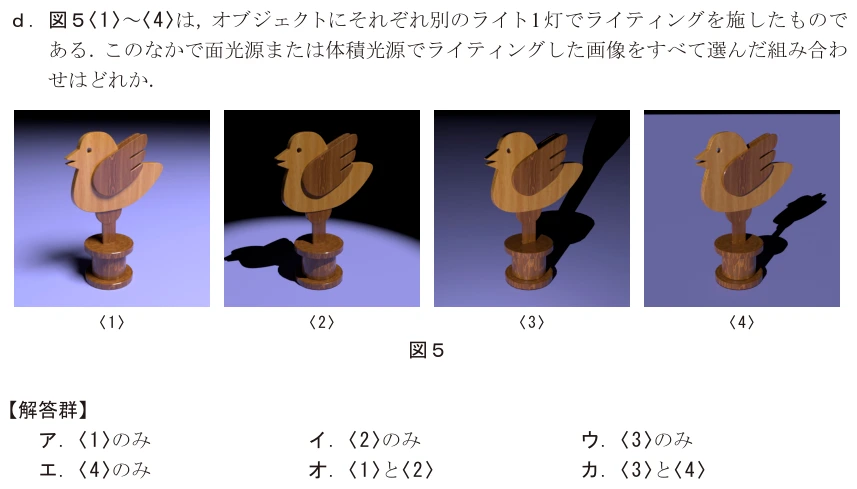 d. 図5〈1〉~〈4〉は，オブジェクトにそれぞれ別のライト1灯でライティングを施したもので
ある．このなかで面光源または体積光源でライティングした画像をすべて選んだ組み合わ
せはどれか．
〈1〉 〈2〉 〈3〉 〈4〉
図5
【解答群】
ア．〈1〉のみ イ．〈2〉のみ ウ．〈3〉のみ
エ．〈4〉のみ オ．〈1〉と〈2〉 カ．〈3〉と〈4〉